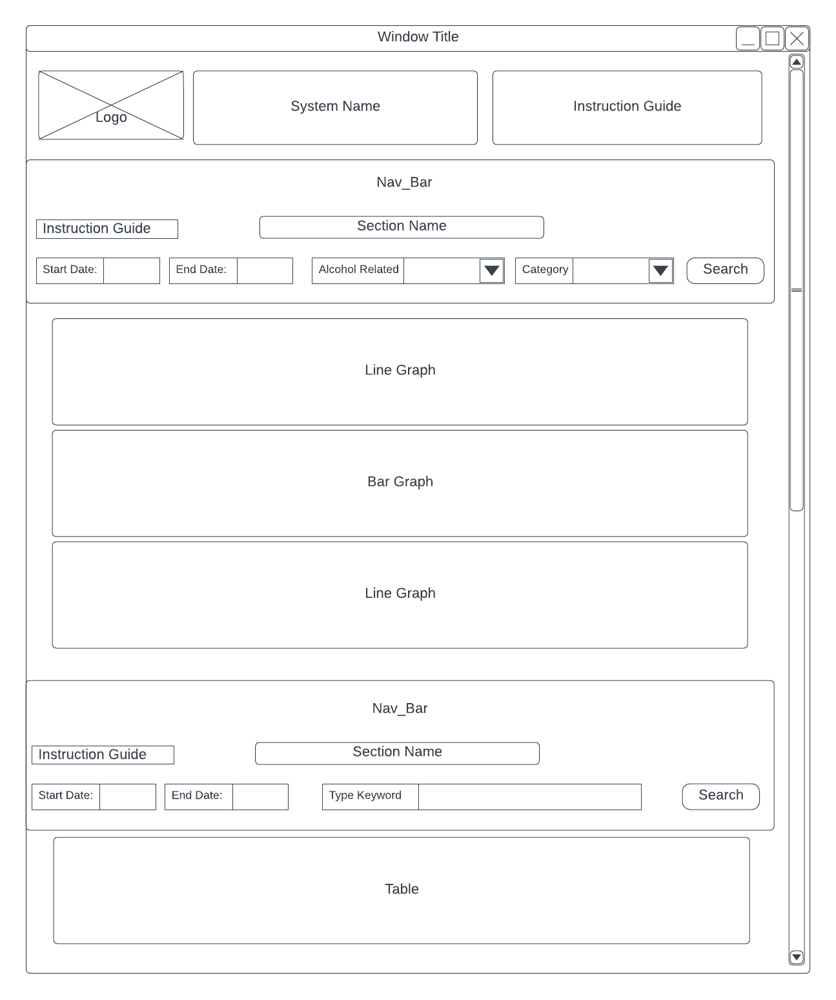 Window Title
Logo
System Name
Instruction Guide
Nav_Bar
Instruction Guide
Section Name
Start Date:
End Date:
Alcohol Related
Category
Search
Line Graph
Bar Graph
Line Graph
Nav_Bar
Instruction Guide
Section Name
Start Date:
End Date:
Type Keyword
Search
Table